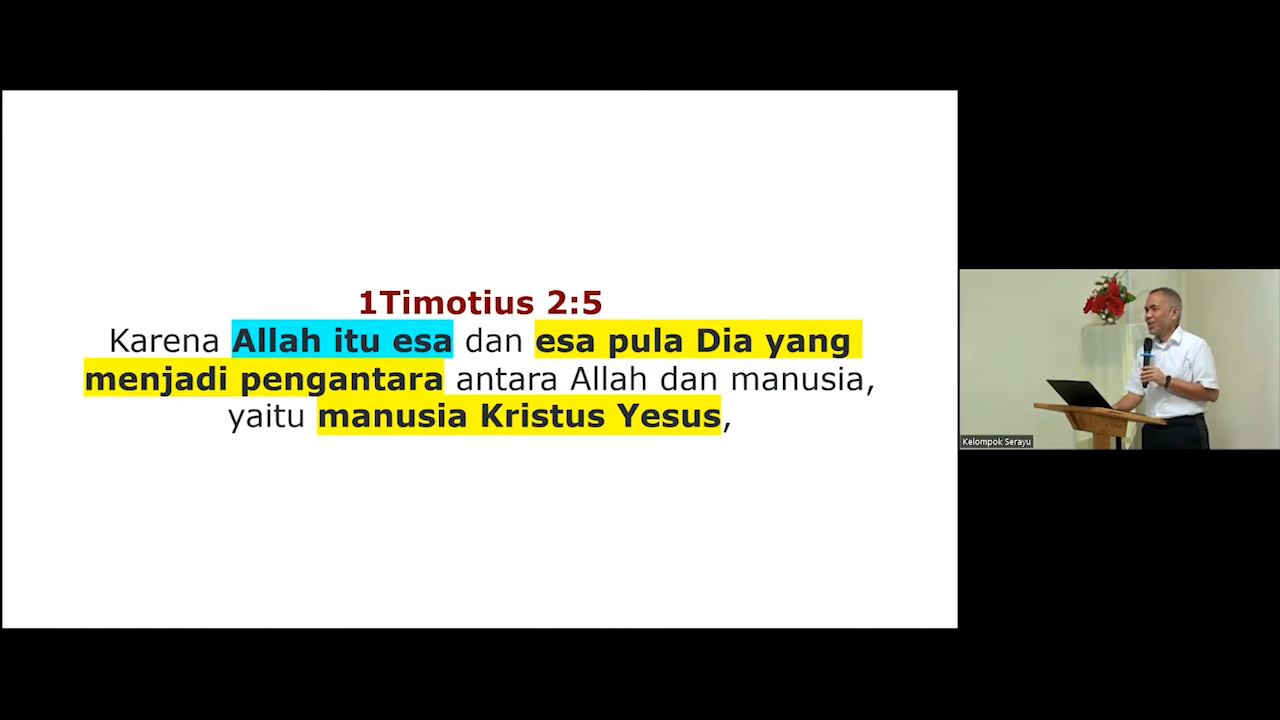 1Timotius 2:5
Karena Allah itu esa dan esa pula Dia yang
menjadi pengantara antara Allah dan manusia,
yaitu manusia Kristus Yesus,
Kelompok Serayu